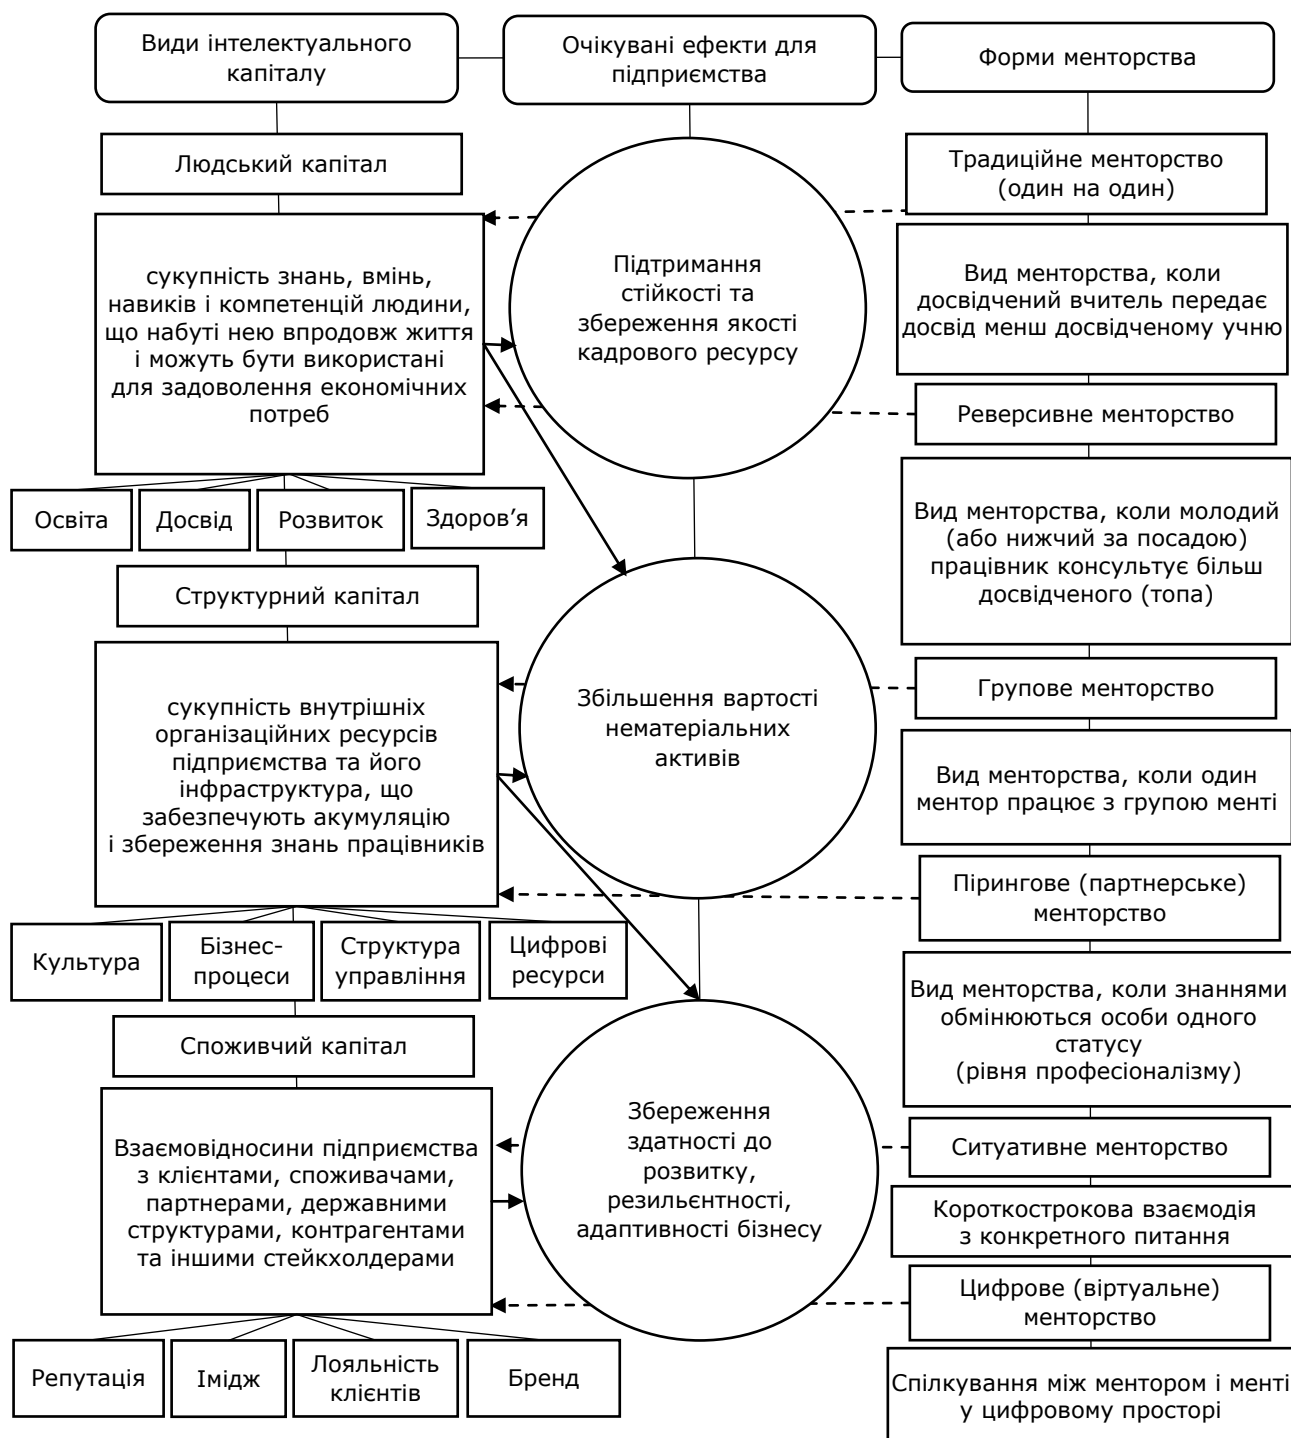 Види інтелектуального
капіталу
Очікувані ефекти для
підприємства
Форми менторства
Людський капітал
сукупність знань, вмінь,
навиків і компетенцій людини,
що набуті нею впродовж життя
і можуть бути використані
для задоволення економічних
потреб
Освіта
Досвід
Розвиток
Здоров’я
Структурний капітал
сукупність внутрішніх
організаційних ресурсів
підприємства та його
інфраструктура, що
забезпечують акумуляцію
і збереження знань працівників
Культура
Бізнес-
процеси
Структура
управління
Цифрові
ресурси
Споживчий капітал
Взаємовідносини підприємства
з клієнтами, споживачами,
партнерами, державними
структурами, контрагентами
та іншими стейкхолдерами
Репутація
Імідж
Лояльність
клієнтів
Бренд
Підтримання
стійкості та
збереження якості
кадрового ресурсу
Збільшення вартості
нематеріальних
активів
Збереження
здатності до
розвитку,
резильєнтності,
адаптивності бізнесу
Традиційне менторство
(один на один)
Вид менторства, коли
досвідчений вчитель передає
досвід менш досвідченому учню
Реверсивне менторство
Вид менторства, коли молодий
(або нижчий за посадою)
працівник консультує більш
досвідченого (топа)
Групове менторство
Вид менторства, коли один
ментор працює з групою менті
Пірингове (партнерське)
менторство
Вид менторства, коли знаннями
обмінюються особи одного
статусу
(рівня професіоналізму)
Ситуативне менторство
Короткострокова взаємодія
з конкретного питання
Цифрове (віртуальне)
менторство
Спілкування між ментором і менті
у цифровому просторі